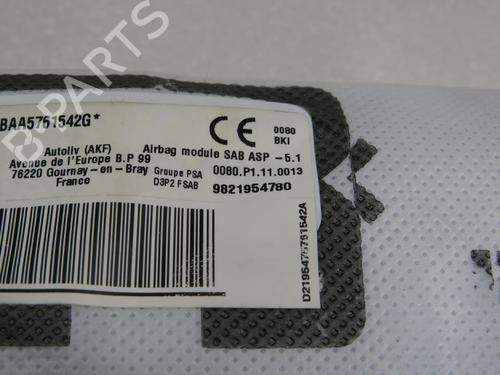 BAA5761542G*
CE 0080
BKI
Autoliv (AKF)
Avenue de l'Europe B.P 99
76220 Gournay-en-Bray
France
Airbag module SAB ASP -5.1
Groupe PSA 0080.P1.11.0013
D3P2 FSAB 9821954780
D2195475761542A
B-PARTS